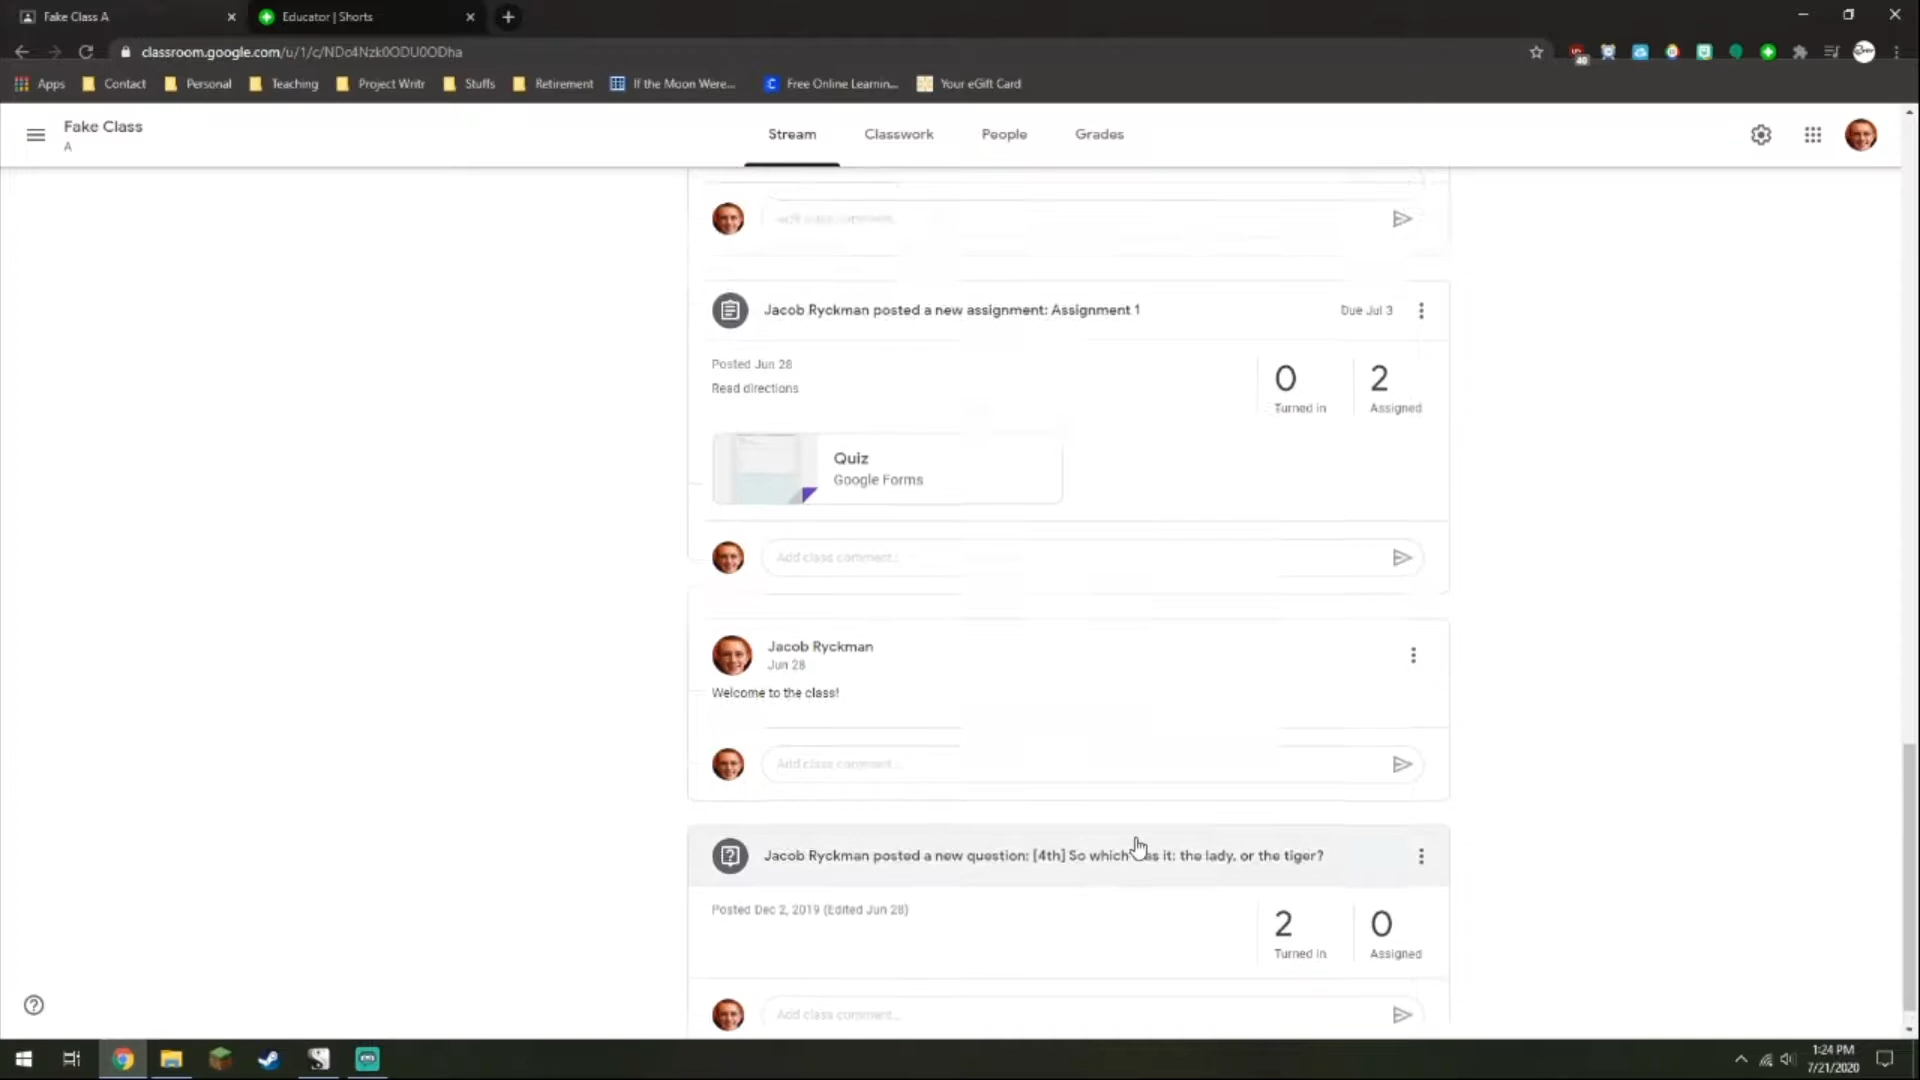 Fake Class A
Educator | Shorts
classroom.google.com/u/1/c/NDc4Nzk0ODU0ODha
40
Apps
Contact
Personal
Teaching
Project Writr
Stuffs
Retirement
If the Moon Were...
Free Online Learnin...
Your eGift Card
Fake Class
A
Stream
Classwork
People
Grades
Jacob Ryckman posted a new assignment: Assignment 1
Due Jul 3
Posted Jun 28
Read directions
0
2
Turned in
Assigned
Quiz
Google Forms
Add class comment...
Jacob Ryckman
Jun 28
Welcome to the class!
Add class comment...
Jacob Ryckman posted a new question: [4th] So which as it: the lady, or the tiger?
Posted Dec 2, 2019 (Edited Jun 28)
2
0
Turned in
Assigned
Add class comment...
1:24 PM
7/21/2020